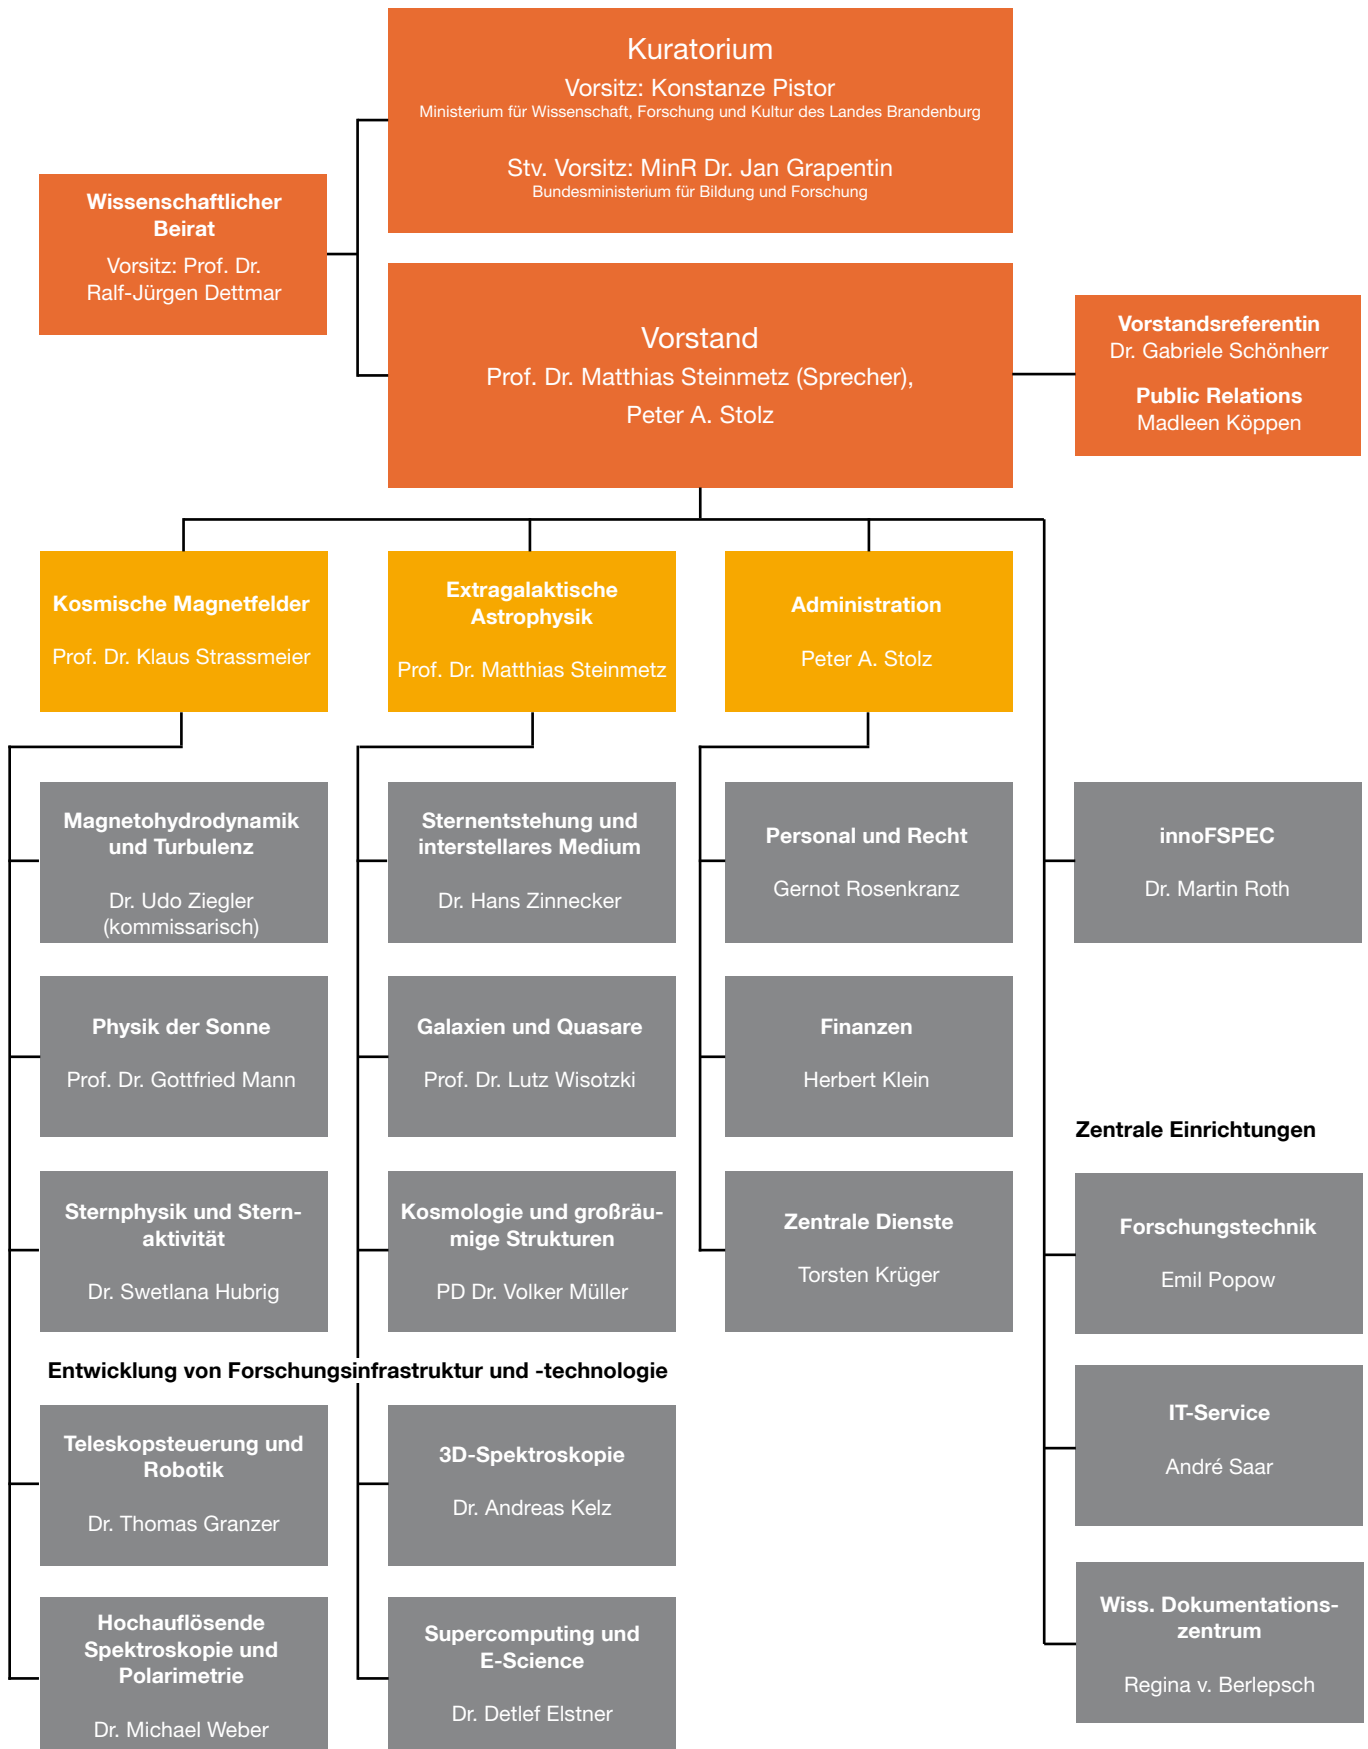 Kuratorium
Vorsitz: Konstanze Pistor
Ministerium für Wissenschaft, Forschung und Kultur des Landes Brandenburg
Stv. Vorsitz: MinR Dr. Jan Grapentin
Bundesministerium für Bildung und Forschung
Wissenschaftlicher
Beirat
Vorsitz: Prof. Dr.
Ralf-Jürgen Dettmar
Vorstand
Prof. Dr. Matthias Steinmetz (Sprecher),
Peter A. Stolz
Vorstandsreferentin
Dr. Gabriele Schönherr
Public Relations
Madleen Köppen
Kosmische Magnetfelder
Prof. Dr. Klaus Strassmeier
Extragalaktische
Astrophysik
Prof. Dr. Matthias Steinmetz
Administration
Peter A. Stolz
Magnetohydrodynamik
und Turbulenz
Dr. Udo Ziegler
(kommissarisch)
Sternentstehung und
interstellares Medium
Dr. Hans Zinnecker
Personal und Recht
Gernot Rosenkranz
innoFSPEC
Dr. Martin Roth
Physik der Sonne
Prof. Dr. Gottfried Mann
Galaxien und Quasare
Prof. Dr. Lutz Wisotzki
Finanzen
Herbert Klein
Zentrale Einrichtungen
Sternphysik und Stern-
aktivität
Dr. Swetlana Hubrig
Kosmologie und großräu-
mige Strukturen
PD Dr. Volker Müller
Zentrale Dienste
Torsten Krüger
Forschungstechnik
Emil Popow
Entwicklung von Forschungsinfrastruktur und -technologie
Teleskopsteuerung und
Robotik
Dr. Thomas Granzer
3D-Spektroskopie
Dr. Andreas Kelz
IT-Service
André Saar
Hochauflösende
Spektroskopie und
Polarimetrie
Dr. Michael Weber
Supercomputing und
E-Science
Dr. Detlef Elstner
Wiss. Dokumentations-
zentrum
Regina v. Berlepsch